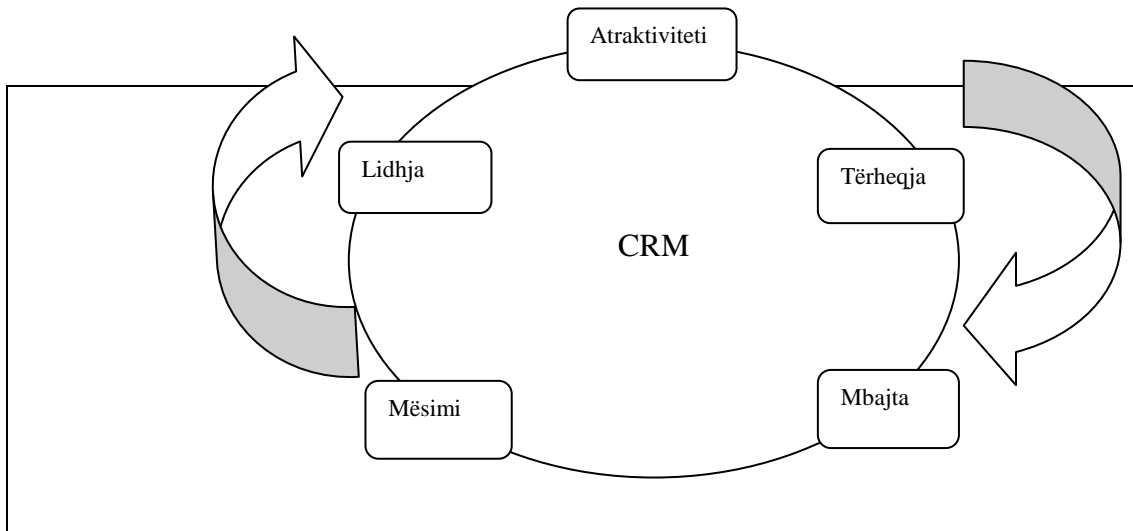 Atraktiviteti
Lidhja
Tërheqja
CRM
Mësimi
Mbajta